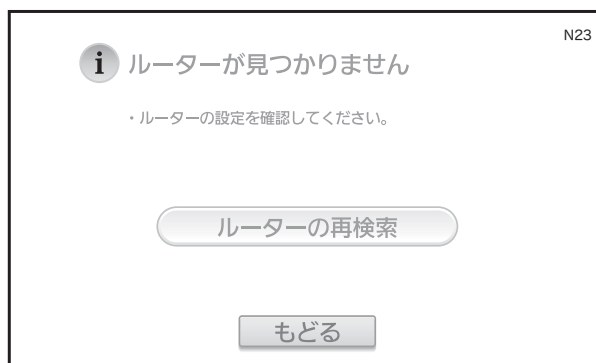 N23
i ルーターが見つかりません
・ルーターの設定を確認してください。
ルーターの再検索
もどる